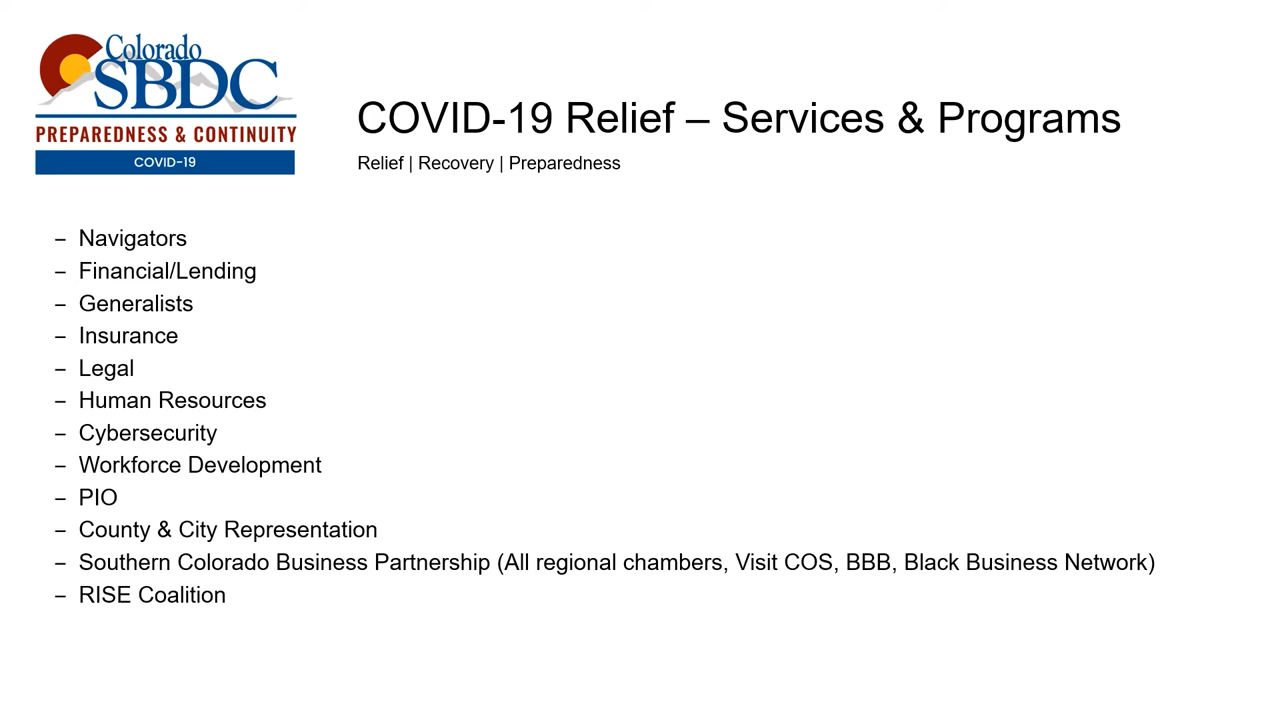 Colorado
SBDC
PREPAREDNESS & CONTINUITY
COVID-19
COVID-19 Relief – Services & Programs
Relief | Recovery | Preparedness
– Navigators
– Financial/Lending
– Generalists
– Insurance
– Legal
– Human Resources
– Cybersecurity
– Workforce Development
– PIO
– County & City Representation
– Southern Colorado Business Partnership (All regional chambers, Visit COS, BBB, Black Business Network)
– RISE Coalition